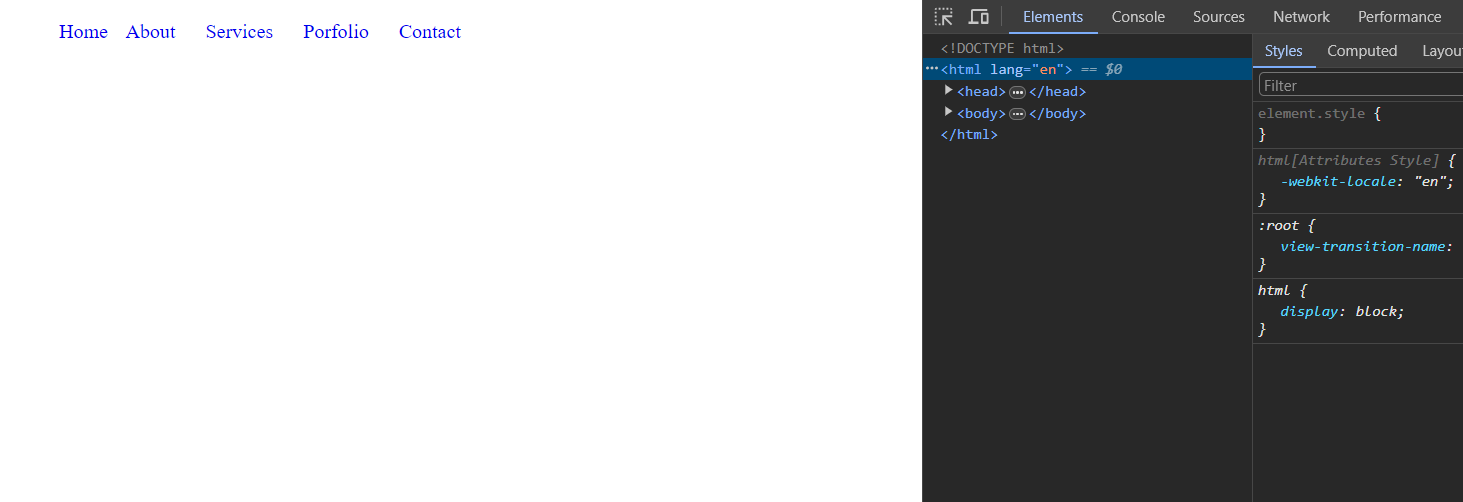 Home About Services Porfolio Contact
Elements Console Sources Network Performance
<!DOCTYPE html>
<html lang="en"> == $0
<head> </head>
<body> </body>
</html>
Styles Computed Layou
Filter
element.style {
}
html[Attributes Style] {
-webkit-locale: "en";
}
:root {
view-transition-name:
}
html {
display: block;
}